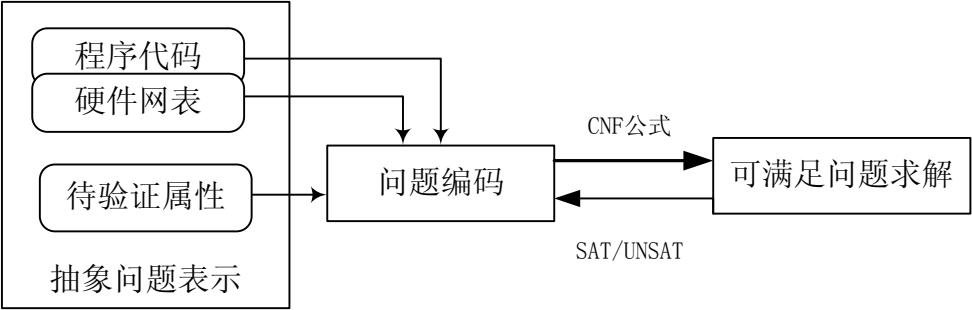 程序代码
硬件网表
待验证属性
抽象问题表示
问题编码
CNF公式
SAT/UNSAT
可满足问题求解